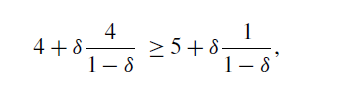 4 + δ 4/(1 − δ) ≥ 5 + δ 1/(1 − δ),